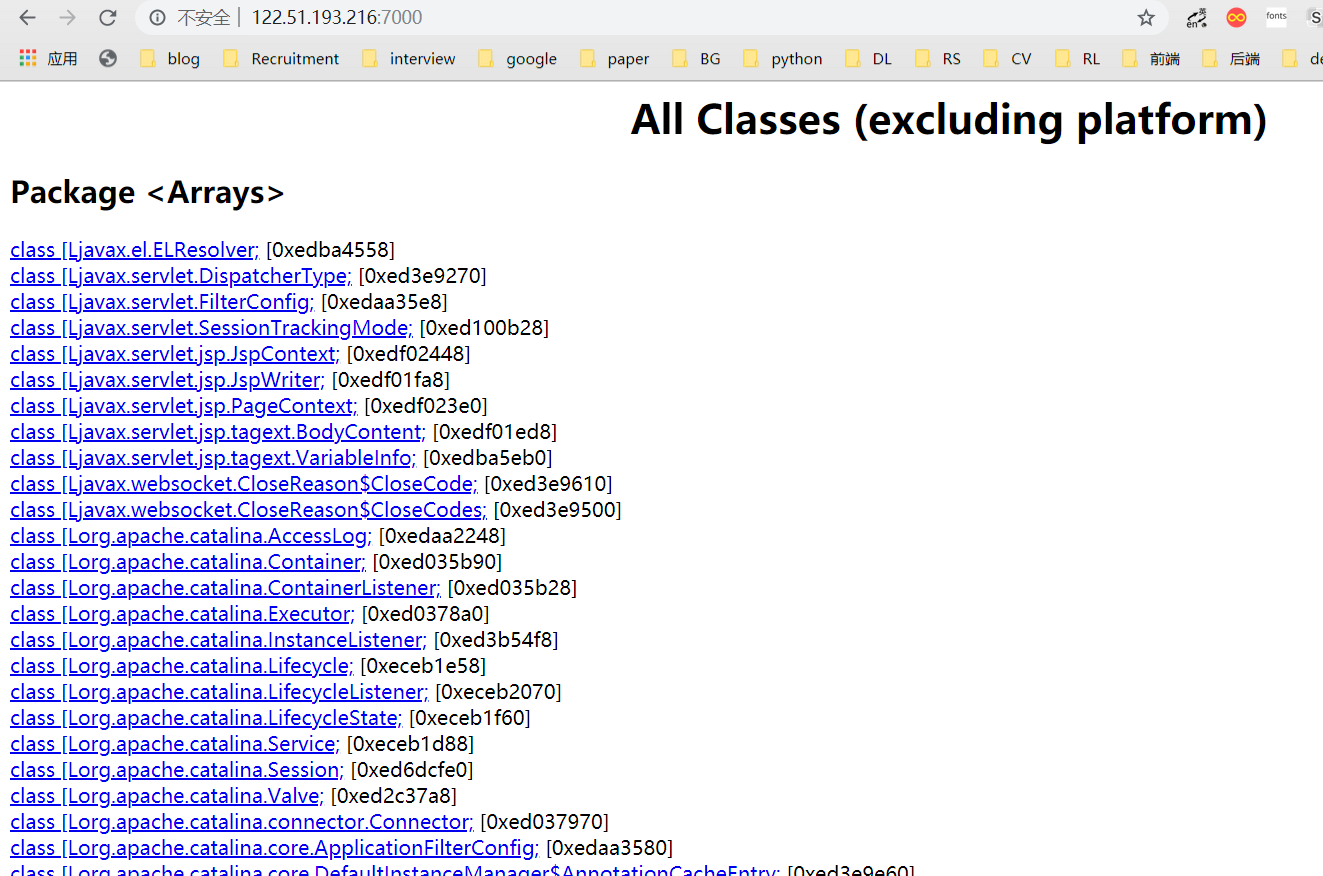 不安全 | 122.51.193.216:7000 英 en fonts S
应用 blog Recruitment interview google paper BG python DL RS CV RL 前端 后端 de
All Classes (excluding platform)
Package <Arrays>
class [Ljavax.el.ELResolver; [0xedba4558]
class [Ljavax.servlet.DispatcherType; [0xed3e9270]
class [Ljavax.servlet.FilterConfig; [0xedaa35e8]
class [Ljavax.servlet.SessionTrackingMode; [0xed100b28]
class [Ljavax.servlet.jsp.JspContext; [0xedf02448]
class [Ljavax.servlet.jsp.JspWriter; [0xedf01fa8]
class [Ljavax.servlet.jsp.PageContext; [0xedf023e0]
class [Ljavax.servlet.jsp.tagext.BodyContent; [0xedf01ed8]
class [Ljavax.servlet.jsp.tagext.VariableInfo; [0xedba5eb0]
class [Ljavax.websocket.CloseReason$CloseCode; [0xed3e9610]
class [Ljavax.websocket.CloseReason$CloseCodes; [0xed3e9500]
class [Lorg.apache.catalina.AccessLog; [0xedaa2248]
class [Lorg.apache.catalina.Container; [0xed035b90]
class [Lorg.apache.catalina.ContainerListener; [0xed035b28]
class [Lorg.apache.catalina.Executor; [0xed0378a0]
class [Lorg.apache.catalina.InstanceListener; [0xed3b54f8]
class [Lorg.apache.catalina.Lifecycle; [0xeceb1e58]
class [Lorg.apache.catalina.LifecycleListener; [0xeceb2070]
class [Lorg.apache.catalina.LifecycleState; [0xeceb1f60]
class [Lorg.apache.catalina.Service; [0xeceb1d88]
class [Lorg.apache.catalina.Session; [0xed6dcfe0]
class [Lorg.apache.catalina.Valve; [0xed2c37a8]
class [Lorg.apache.catalina.connector.Connector; [0xed037970]
class [Lorg.apache.catalina.core.ApplicationFilterConfig; [0xedaa3580]
class [Lorg.apache.catalina.core.DefaultInstanceManager$AnnotationCacheEntry; [0xed3e9e60]